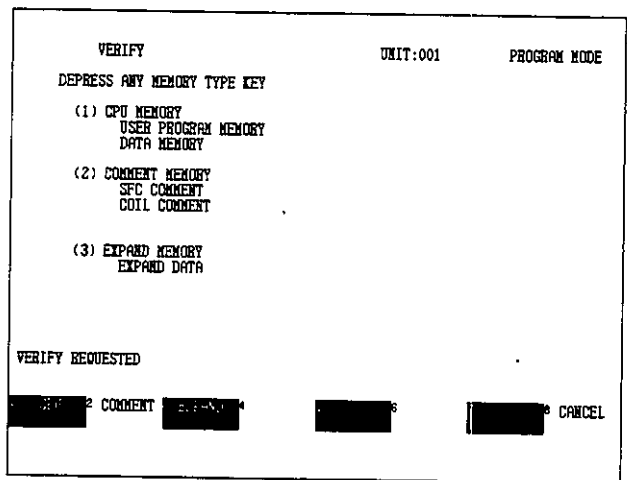 VERIFY UNIT:001 PROGRAM MODE
DEPRESS ANY MEMORY TYPE KEY
(1) CPU MEMORY
USER PROGRAM MEMORY
DATA MEMORY
(2) COMMENT MEMORY
SFC COMMENT
COIL COMMENT
(3) EXPAND MEMORY
EXPAND DATA
VERIFY REQUESTED
2 COMMENT 4 6 8 CANCEL